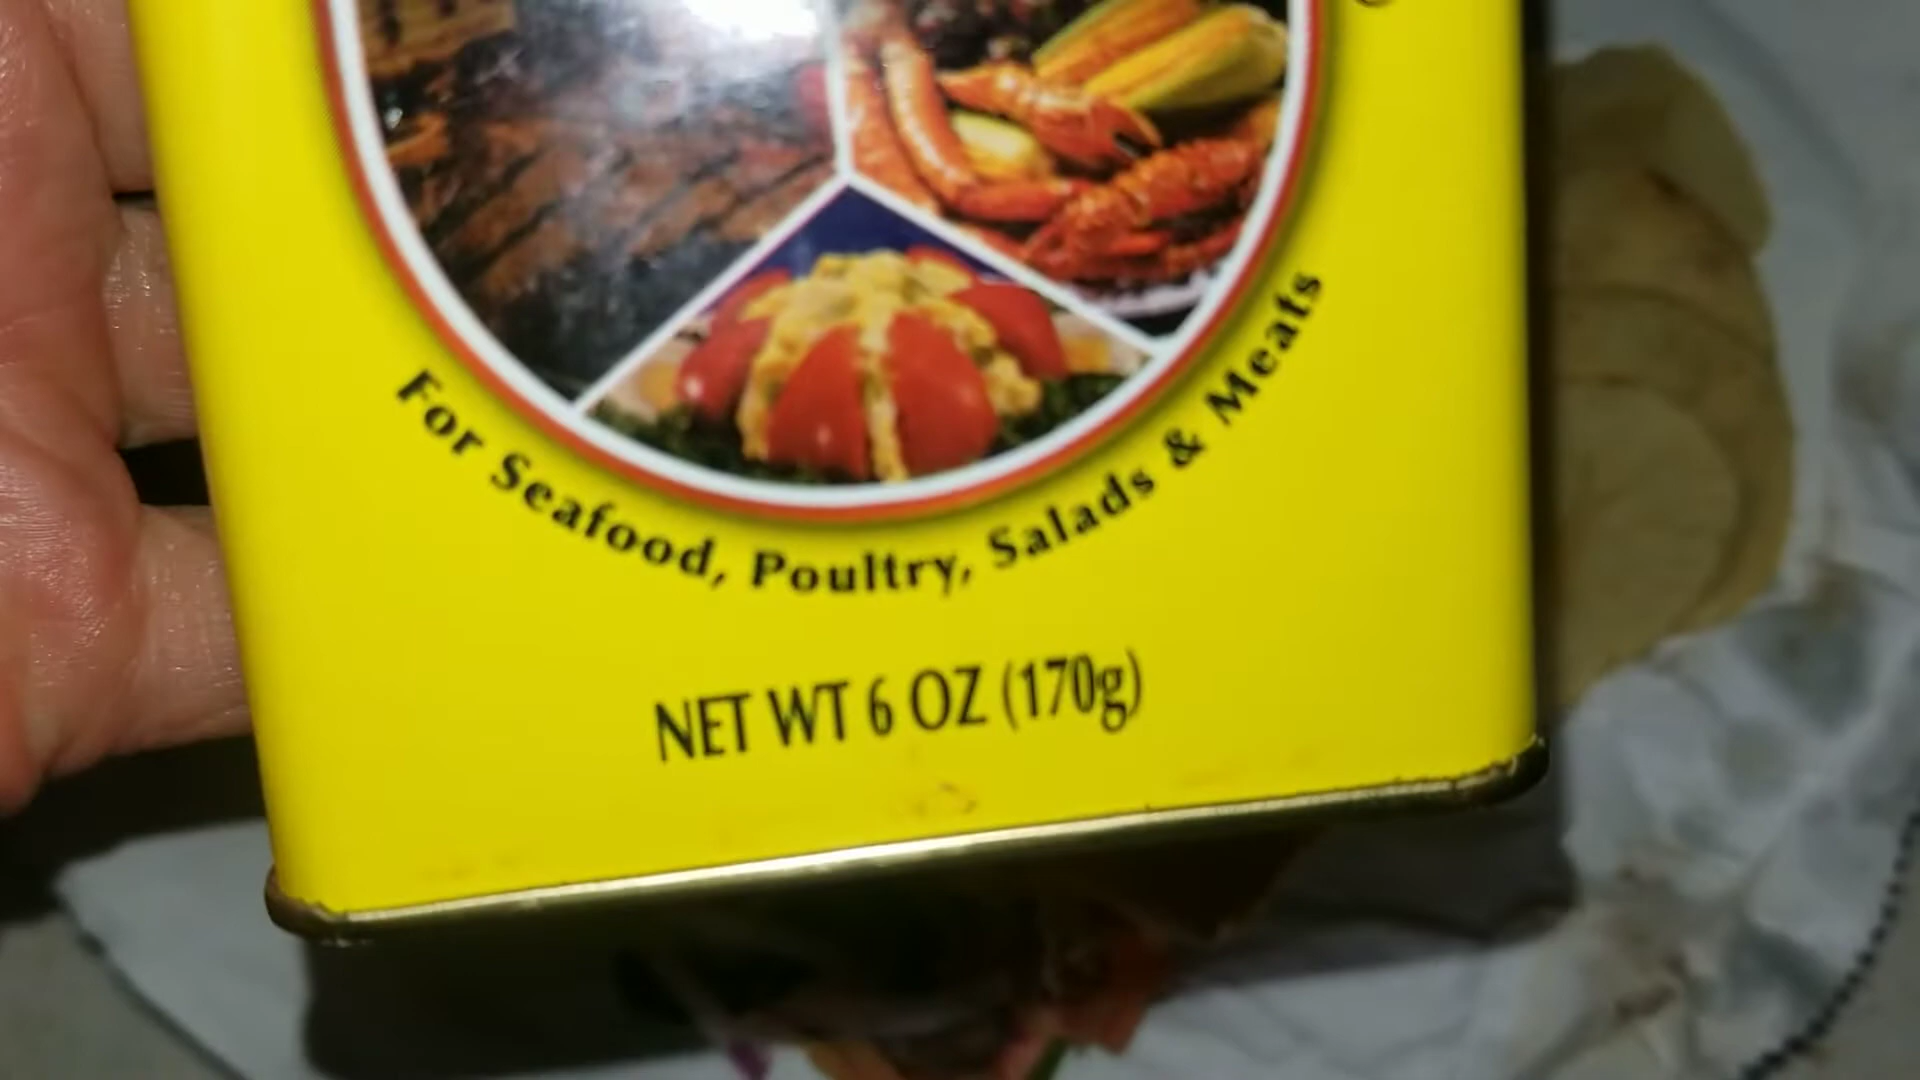 For Seafood, Poultry, Salads & Meats
NET WT 6 OZ (170g)